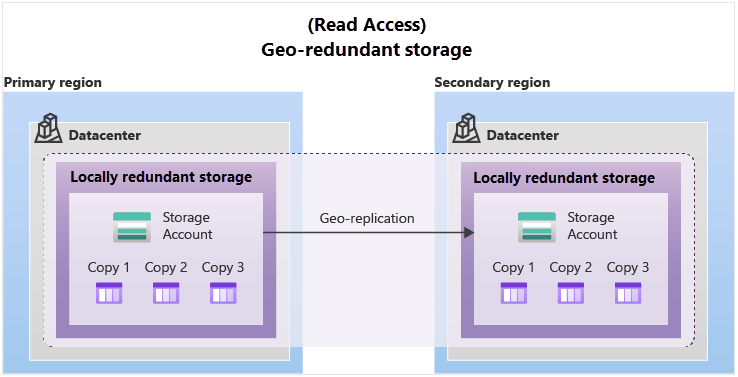 (Read Access)
Geo-redundant storage
Primary region
Secondary region
Datacenter
Datacenter
Locally redundant storage
Locally redundant storage
Storage
Account
Geo-replication
Storage
Account
Copy 1
Copy 2
Copy 3
Copy 1
Copy 2
Copy 3